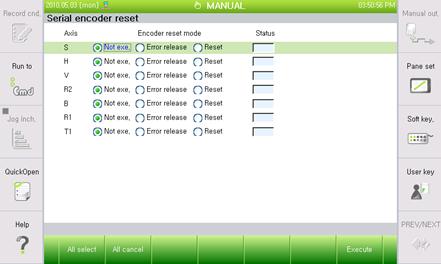 Record cnd.
2010.05.03 (mon)
MANUAL
03:50:56 PM
Manual out.
Serial encoder reset
Axis Encoder reset mode Status
S Not exe, Error release Reset
H Not exe, Error release Reset
V Not exe, Error release Reset
R2 Not exe, Error release Reset
B Not exe, Error release Reset
R1 Not exe, Error release Reset
T1 Not exe, Error release Reset
Run to
Cmd
Jog Inch.
QuickOpen
Help
Pane set
Soft key,
User key
PREV/NEXT
All select All cancel Execute